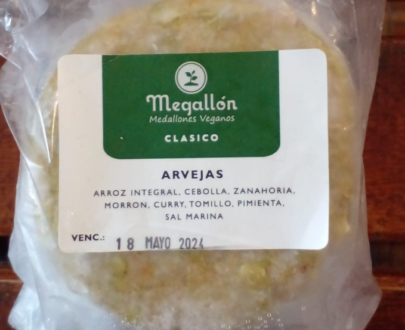 Megallón
Medallones Veganos
CLASICO
ARVEJAS
ARROZ INTEGRAL, CEBOLLA, ZANAHORIA,
MORRON, CURRY, TOMILLO, PIMIENTA,
SAL MARINA
VENC.: 18 MAYO 2024